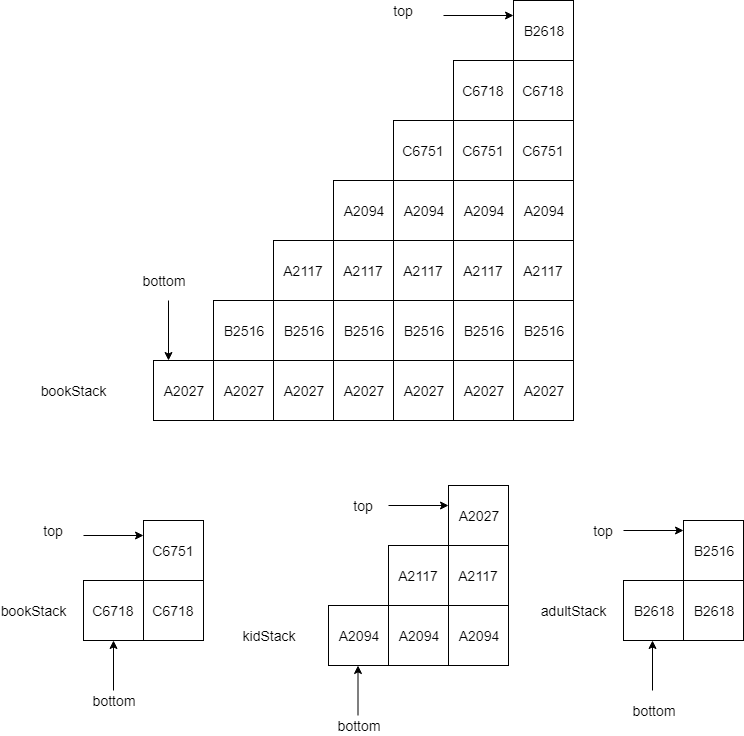 top
B2618
C6718 C6718
C6751 C6751 C6751
A2094 A2094 A2094 A2094
A2117 A2117 A2117 A2117 A2117
bottom
B2516 B2516 B2516 B2516 B2516 B2516
bookStack A2027 A2027 A2027 A2027 A2027 A2027 A2027
top
C6751
bookStack C6718 C6718
bottom
top
A2027
A2117 A2117
kidStack A2094 A2094 A2094
bottom
top
B2516
adultStack B2618 B2618
bottom